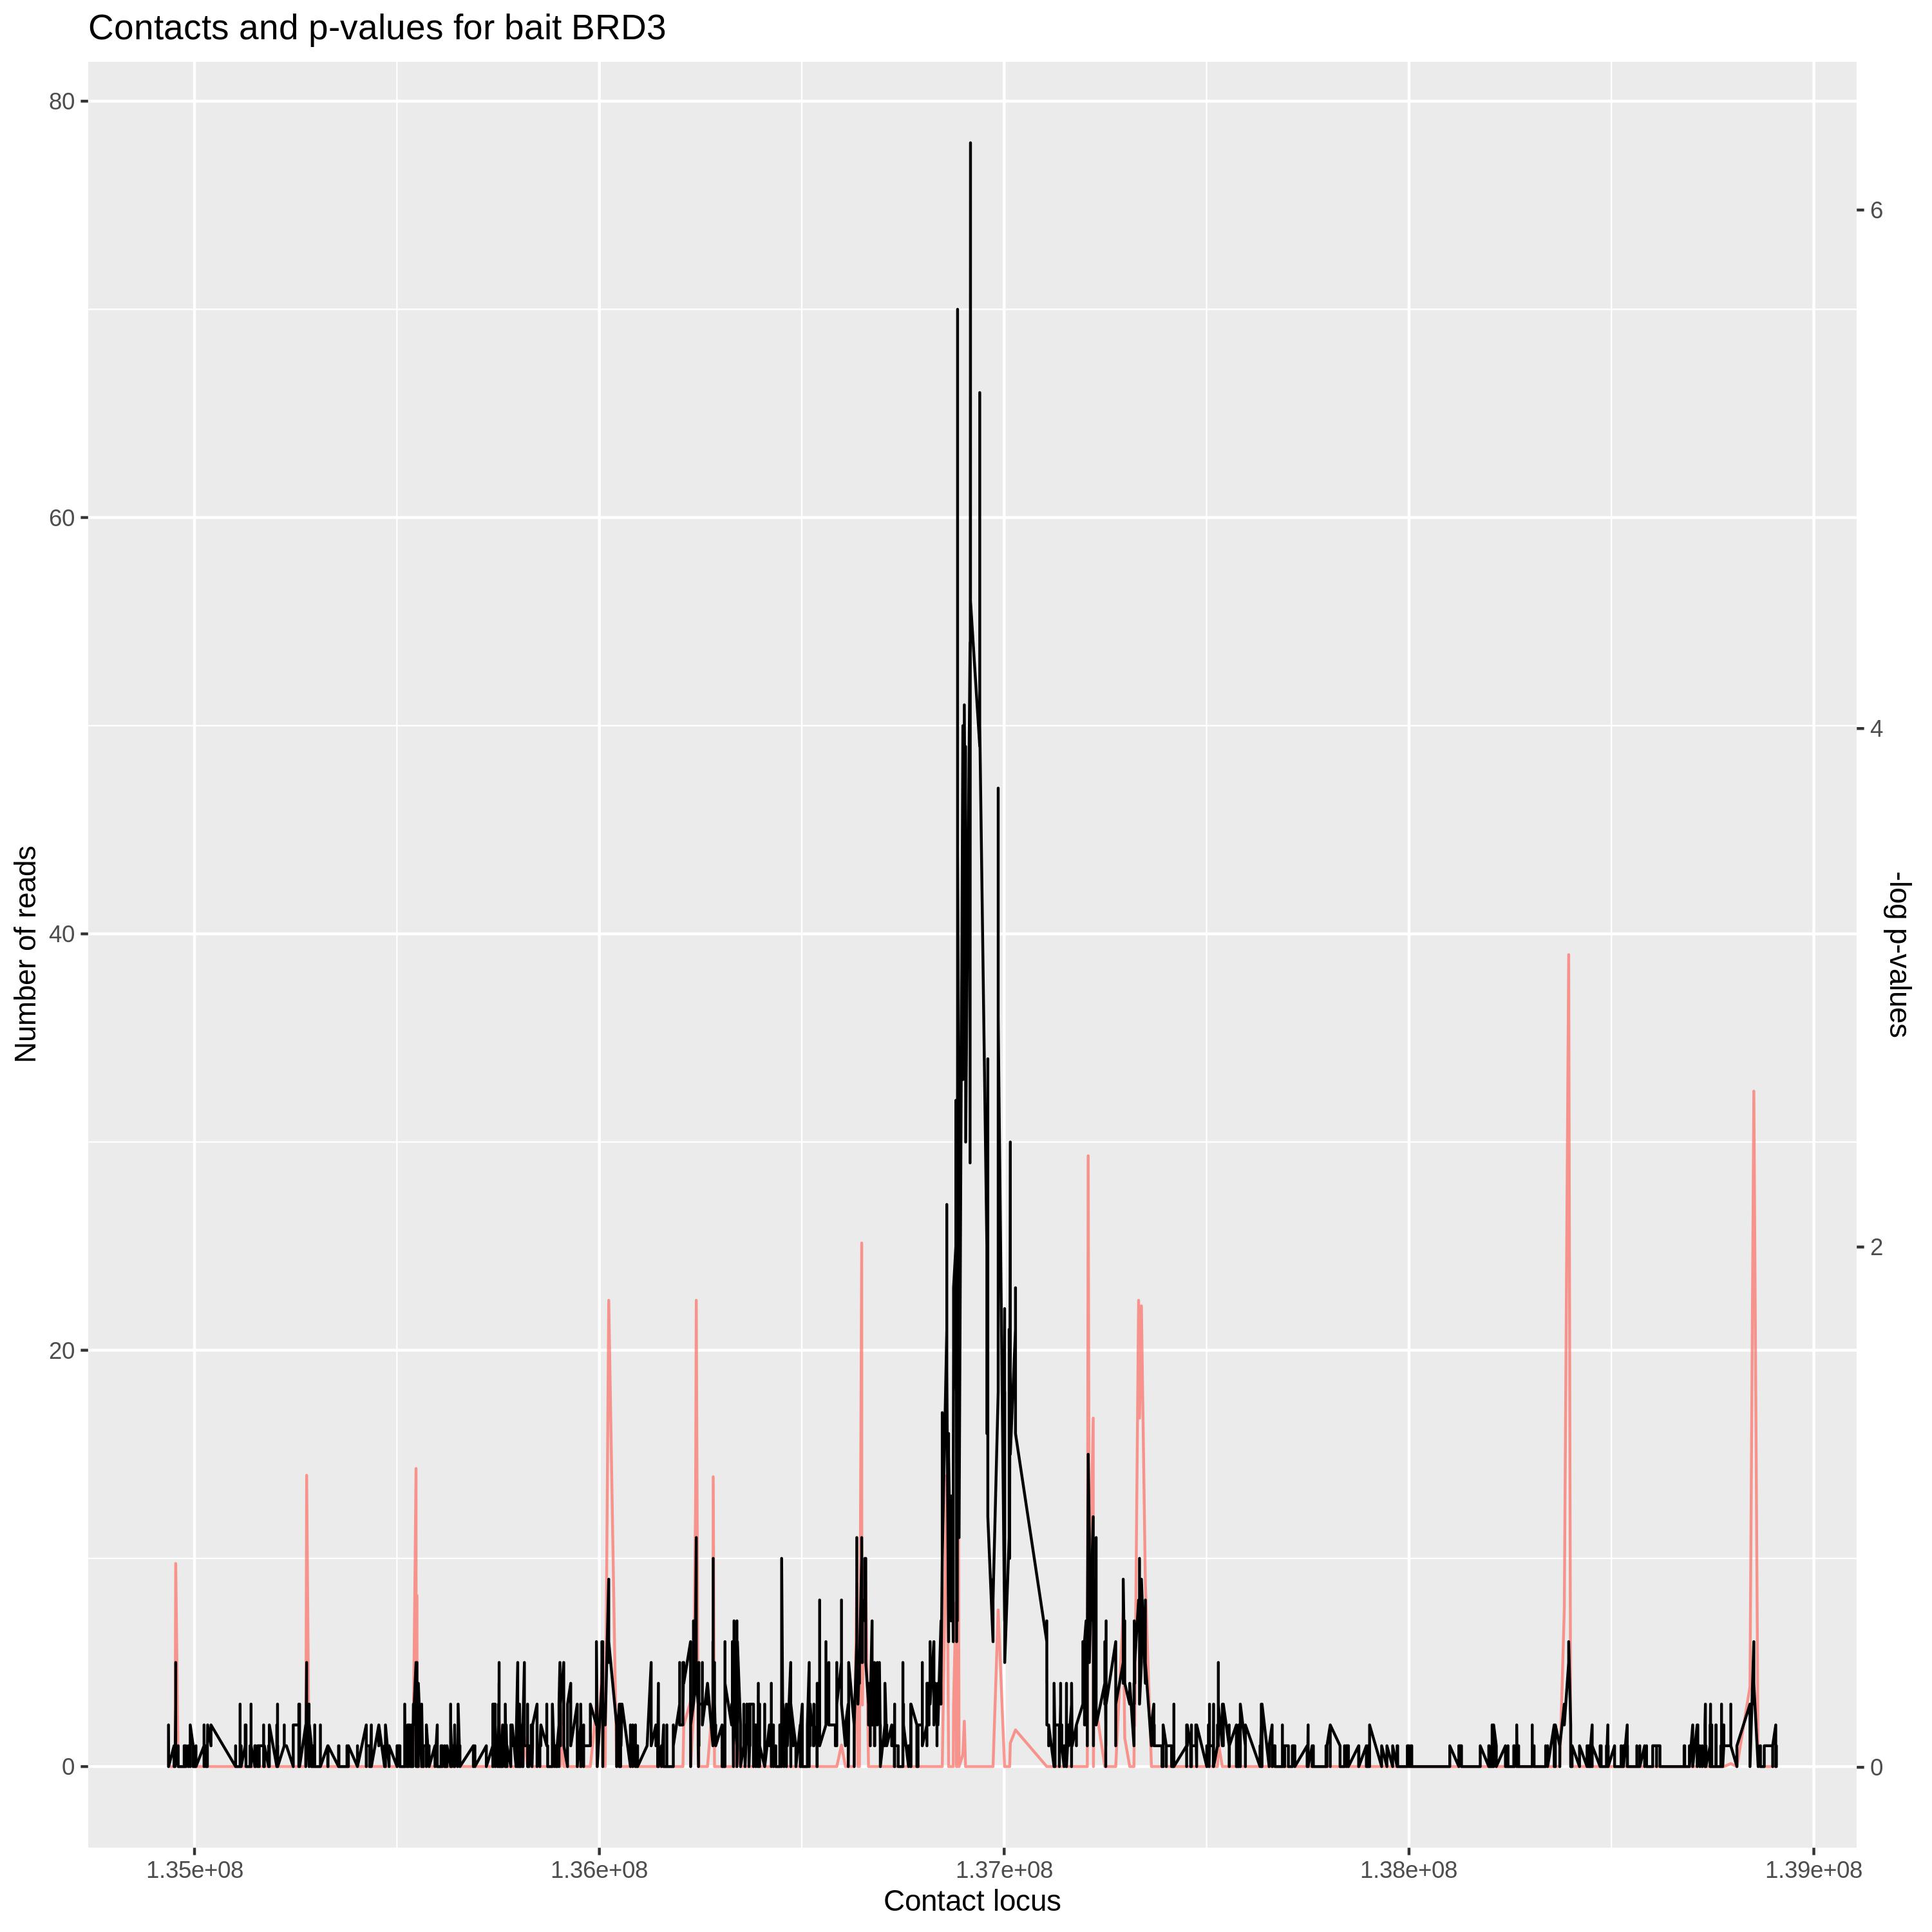 Contacts and p-values for bait BRD3
80
60
40
20
0
Number of reads
6
4
2
0
-log p-values
1.35e+08
1.36e+08
1.37e+08
1.38e+08
1.39e+08
Contact locus